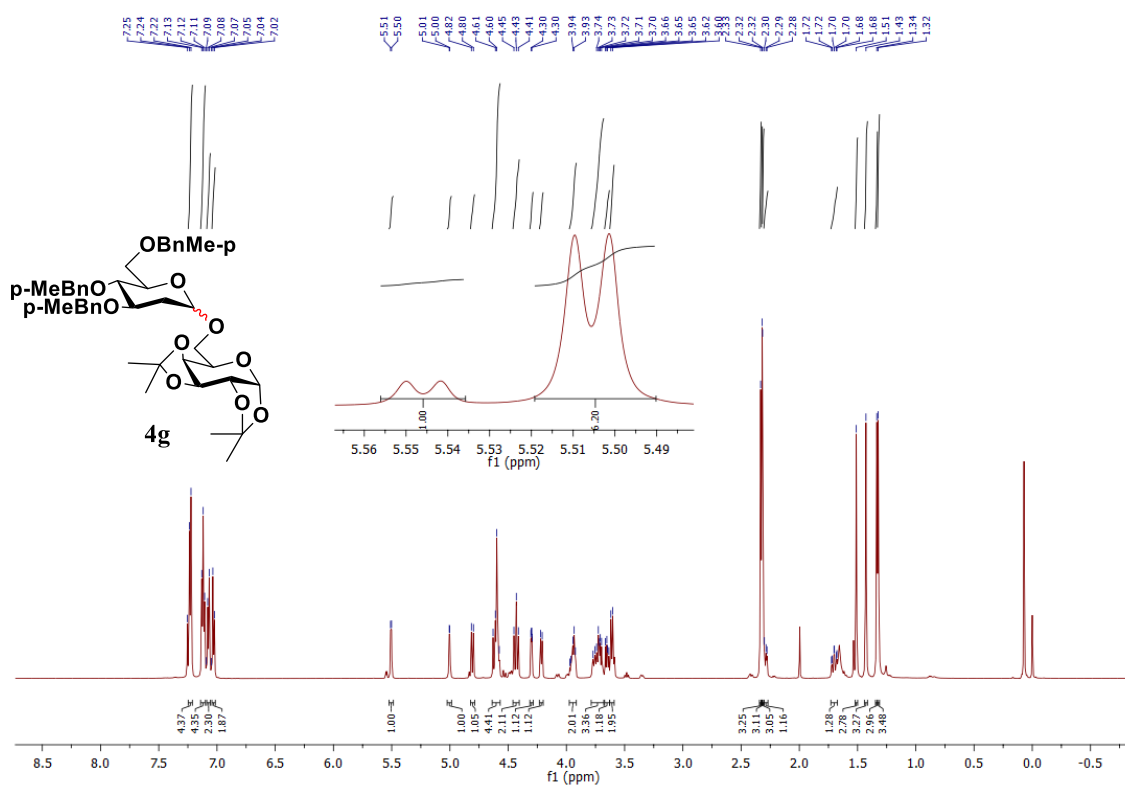 7.25 7.24 7.22 7.13 7.12 7.11 7.09 7.08 7.07 7.05 7.04 7.02 5.51 5.50 5.01 5.00 4.82 4.80 4.61 4.60 4.45 4.43 4.41 4.30 4.30 3.94 3.93 3.74 3.73 3.72 3.71 3.70 3.66 3.65 3.65 3.62 3.60 2.33 2.32 2.32 2.30 2.29 2.28 1.72 1.72 1.70 1.70 1.68 1.68 1.51 1.43 1.34 1.32
OBnMe-p
O
p-MeBnO
p-MeBnO
O
O
O
O
O
O
4g
1.00 6.20
5.56 5.55 5.54 5.53 5.52 5.51 5.50 5.49
f1 (ppm)
4.37 4.35 2.30 1.87 1.00 1.00 1.05 4.41 2.11 1.12 1.12 2.01 3.36 1.18 1.95 3.25 3.11 3.05 1.16 1.28 2.78 3.27 2.96 3.48
8.5 8.0 7.5 7.0 6.5 6.0 5.5 5.0 4.5 4.0 3.5 3.0 2.5 2.0 1.5 1.0 0.5 0.0 -0.5
f1 (ppm)